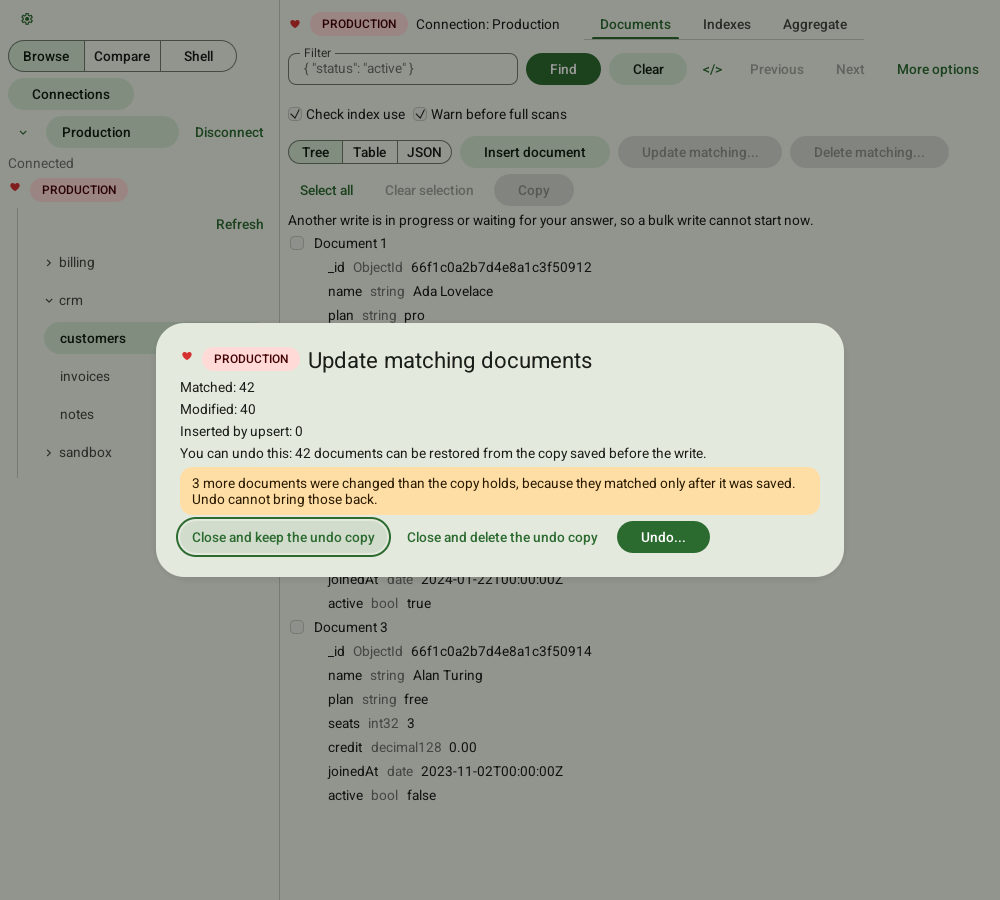 Browse
Compare
Shell
Connections
Production
Disconnect
Connected
PRODUCTION
Refresh
billing
crm
customers
invoices
notes
sandbox
PRODUCTION
Connection: Production
Documents
Indexes
Aggregate
Filter
{ "status": "active" }
Find
Clear
</>
Previous
Next
More options
Check index use
Warn before full scans
Tree
Table
JSON
Insert document
Update matching...
Delete matching...
Select all
Clear selection
Copy
Another write is in progress or waiting for your answer, so a bulk write cannot start now.
Document 1
_id ObjectId 66f1c0a2b7d4e8a1c3f50912
name string Ada Lovelace
plan string pro
PRODUCTION
Update matching documents
Matched: 42
Modified: 40
Inserted by upsert: 0
You can undo this: 42 documents can be restored from the copy saved before the write.
3 more documents were changed than the copy holds, because they matched only after it was saved.
Undo cannot bring those back.
Close and keep the undo copy
Close and delete the undo copy
Undo...
joinedAt date 2024-01-22T00:00:00Z
active bool true
Document 3
_id ObjectId 66f1c0a2b7d4e8a1c3f50914
name string Alan Turing
plan string free
seats int32 3
credit decimal128 0.00
joinedAt date 2023-11-02T00:00:00Z
active bool false